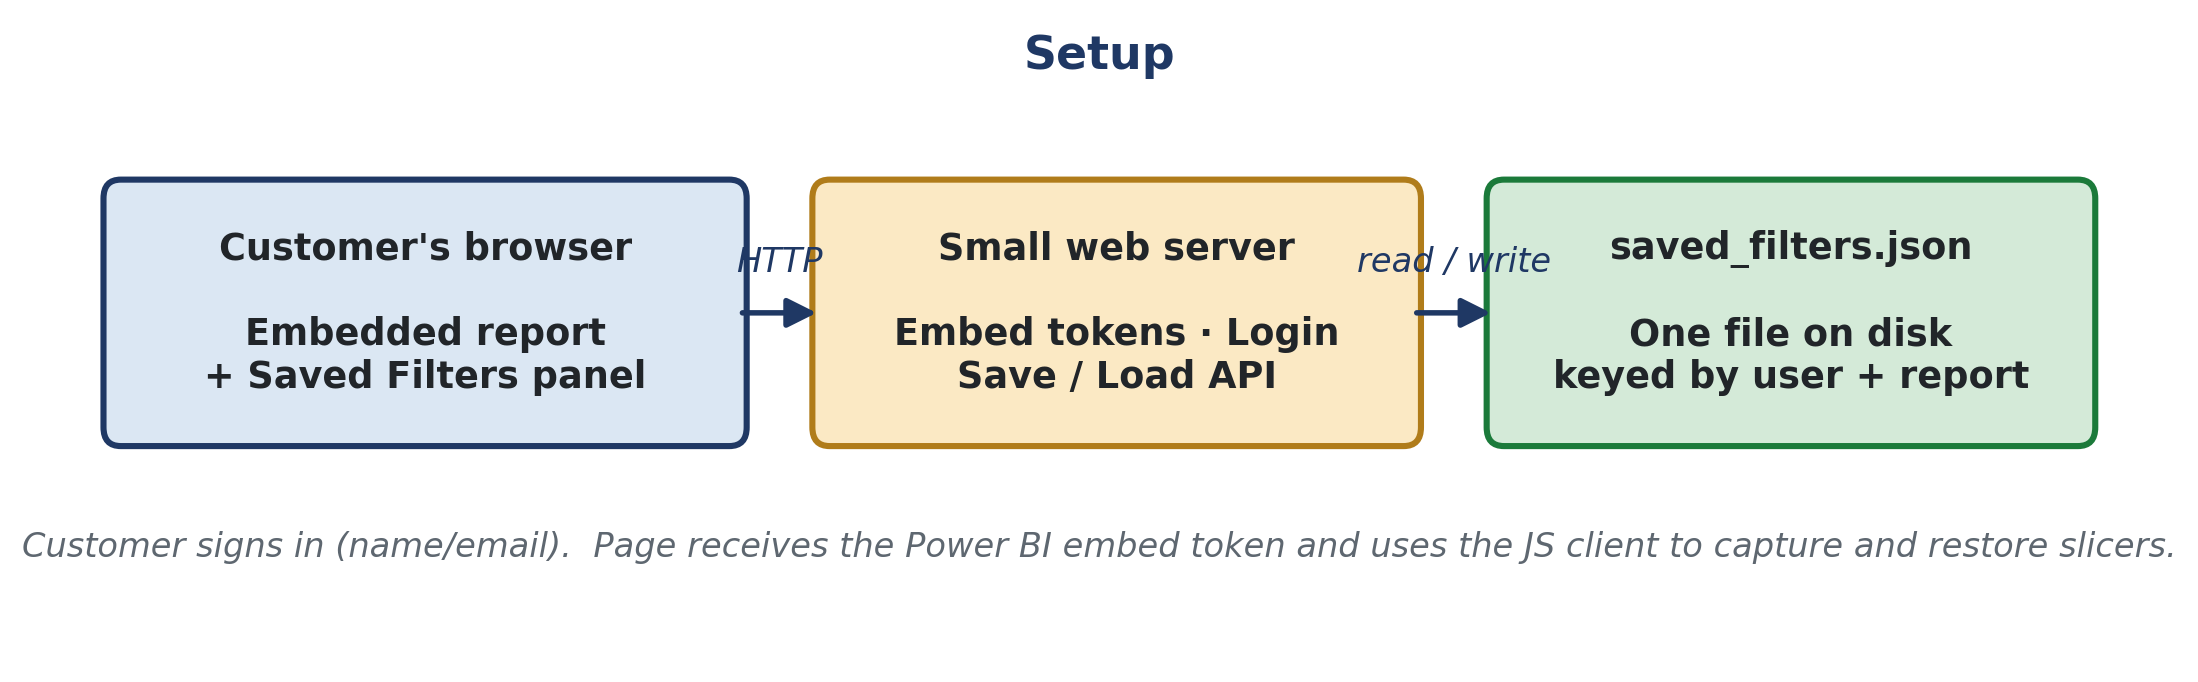 Setup
Customer's browser
Embedded report
+ Saved Filters panel
HTTP
Small web server
Embed tokens · Login
Save / Load API
read / write
saved_filters.json
One file on disk
keyed by user + report
Customer signs in (name/email).  Page receives the Power BI embed token and uses the JS client to capture and restore slicers.